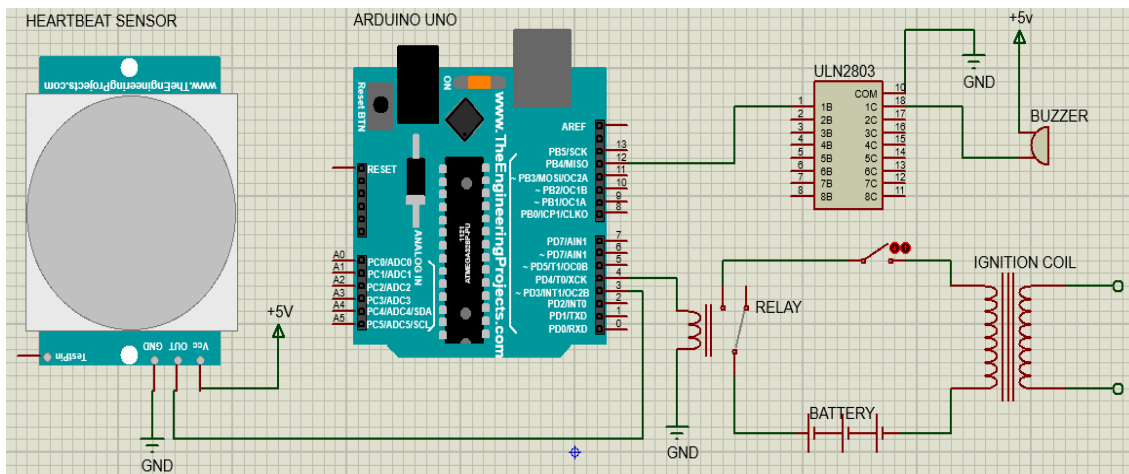 HEARTBEAT SENSOR
www.TheEngineeringProjects.com
TestPin
GND
OUT
Vcc
+5V
GND
ARDUINO UNO
Reset BTN
ON
www.TheEngineeringProjects.com
RESET
ANALOG IN
1121
ATMEGA328P-PU
A0 PC0/ADC0
A1 PC1/ADC1
A2 PC2/ADC2
A3 PC3/ADC3
A4 PC4/ADC4/SDA
A5 PC5/ADC5/SCL
AREF
PB5/SCK 13
PB4/MISO 12
~ PB3/MOSI/OC2A 11
~ PB2/OC1B 10
~ PB1/OC1A 9
PB0/ICP1/CLKO 8
PD7/AIN1 7
~ PD7/AIN1 6
~ PD5/T1/OC0B 5
PD4/T0/XCK 4
~ PD3/INT1/OC2B 3
PD2/INT0 2
PD1/TXD 1
PD0/RXD 0
ULN2803
COM 10
1 1B 1C 18
2 2B 2C 17
3 3B 3C 16
4 4B 4C 15
5 5B 5C 14
6 6B 6C 13
7 7B 7C 12
8 8B 8C 11
GND
+5v
BUZZER
RELAY
GND
IGNITION COIL
BATTERY